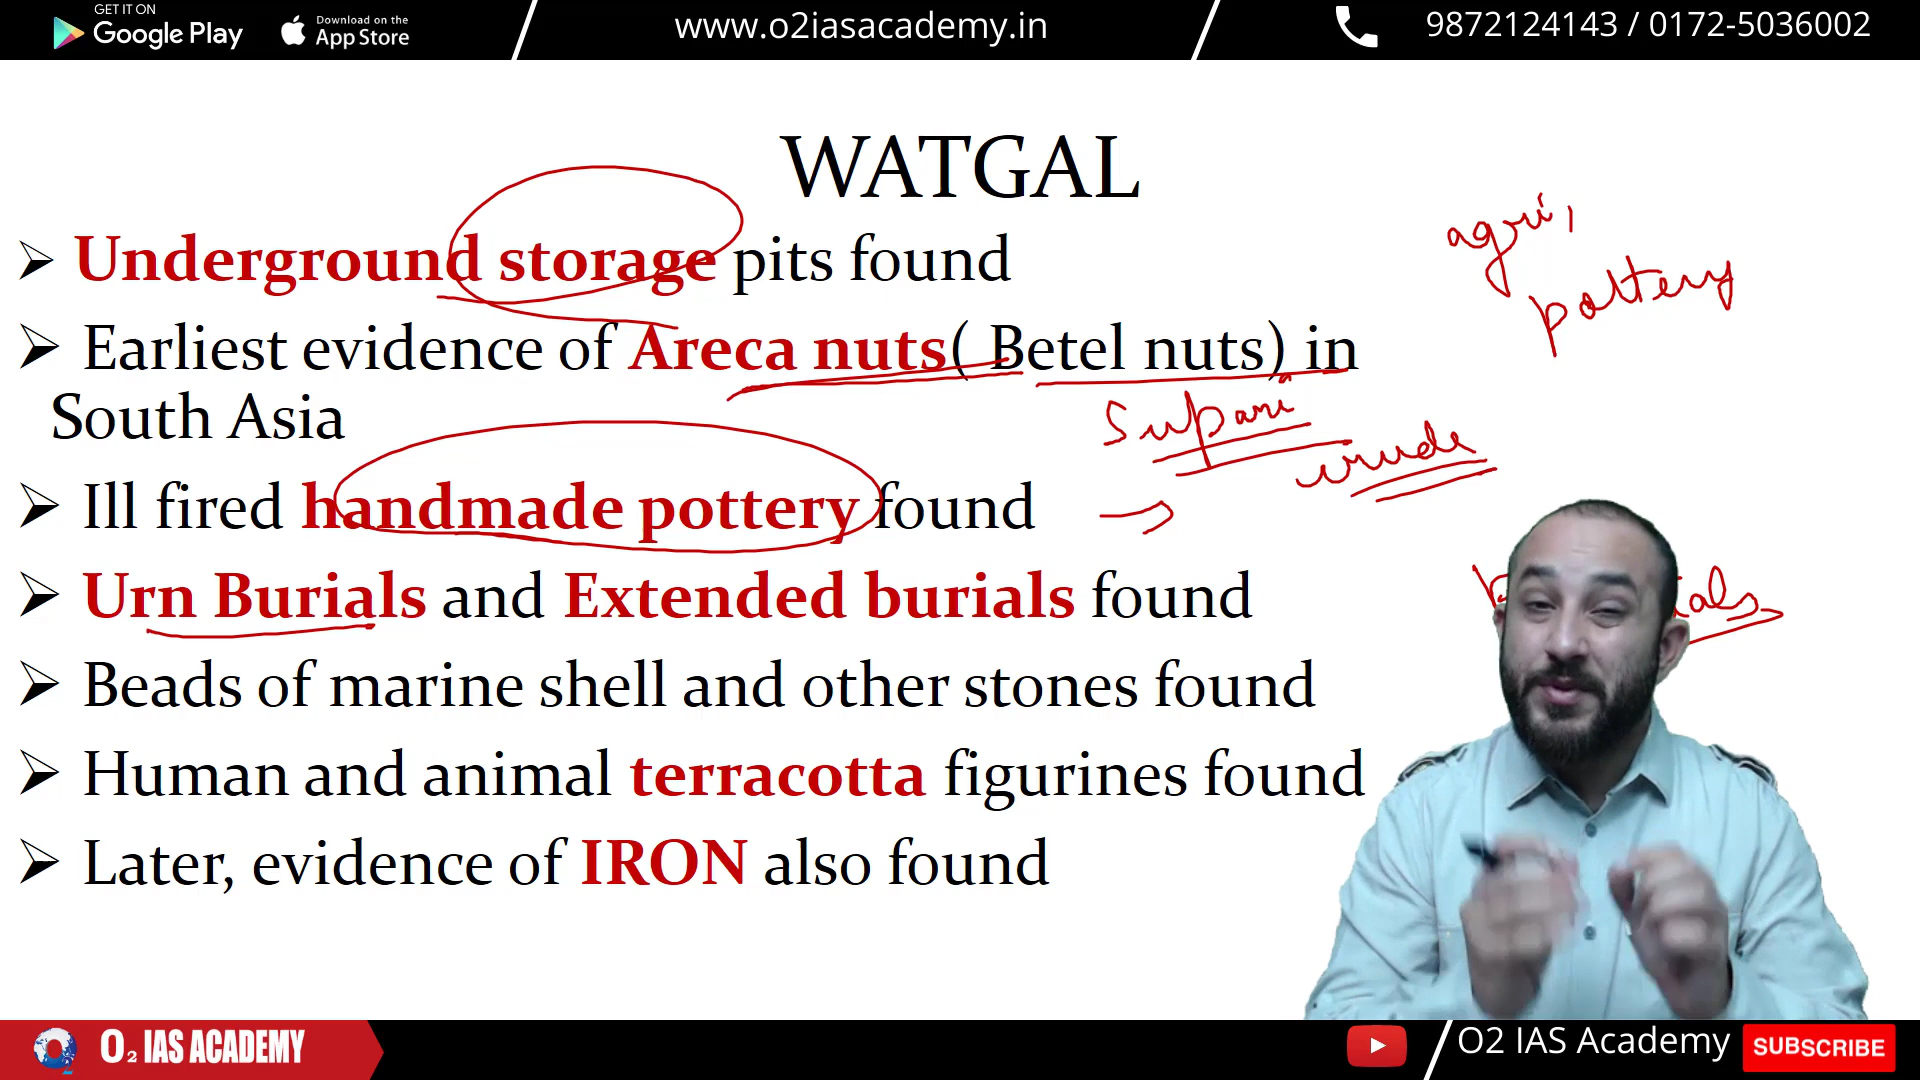 GET IT ON
Google Play
Download on the
App Store
www.o2iasacademy.in
9872124143 / 0172-5036002
WATGAL
➢ Underground storage pits found
➢ Earliest evidence of Areca nuts( Betel nuts) in
South Asia
➢ Ill fired handmade pottery found
➢ Urn Burials and Extended burials found
➢ Beads of marine shell and other stones found
➢ Human and animal terracotta figurines found
➢ Later, evidence of IRON also found
agri,
pottery
Supari
crude
O2 IAS ACADEMY
O2 IAS Academy
SUBSCRIBE